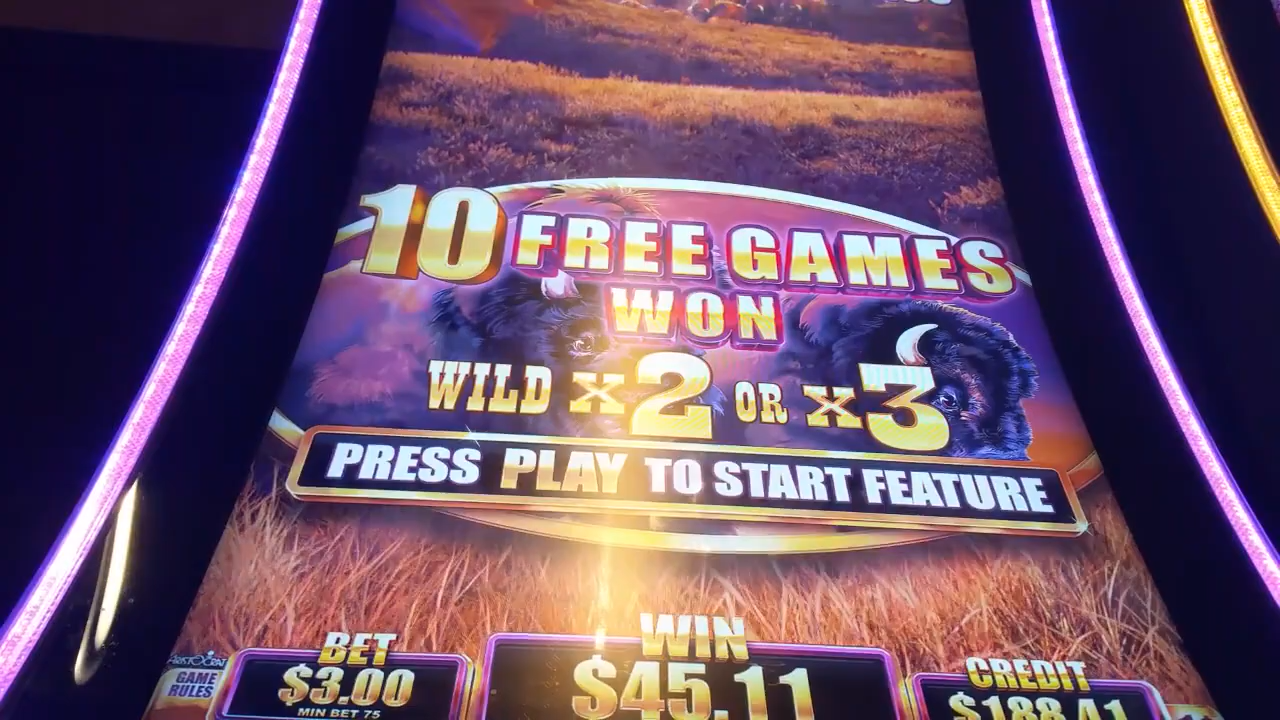 10 FREE GAMES
WON
WILD x2 OR x3
PRESS PLAY TO START FEATURE
BET
$3.00
MIN BET 75
WIN
$45.11
CREDIT
$188.41
ARISTOCRAT
GAME
RULES